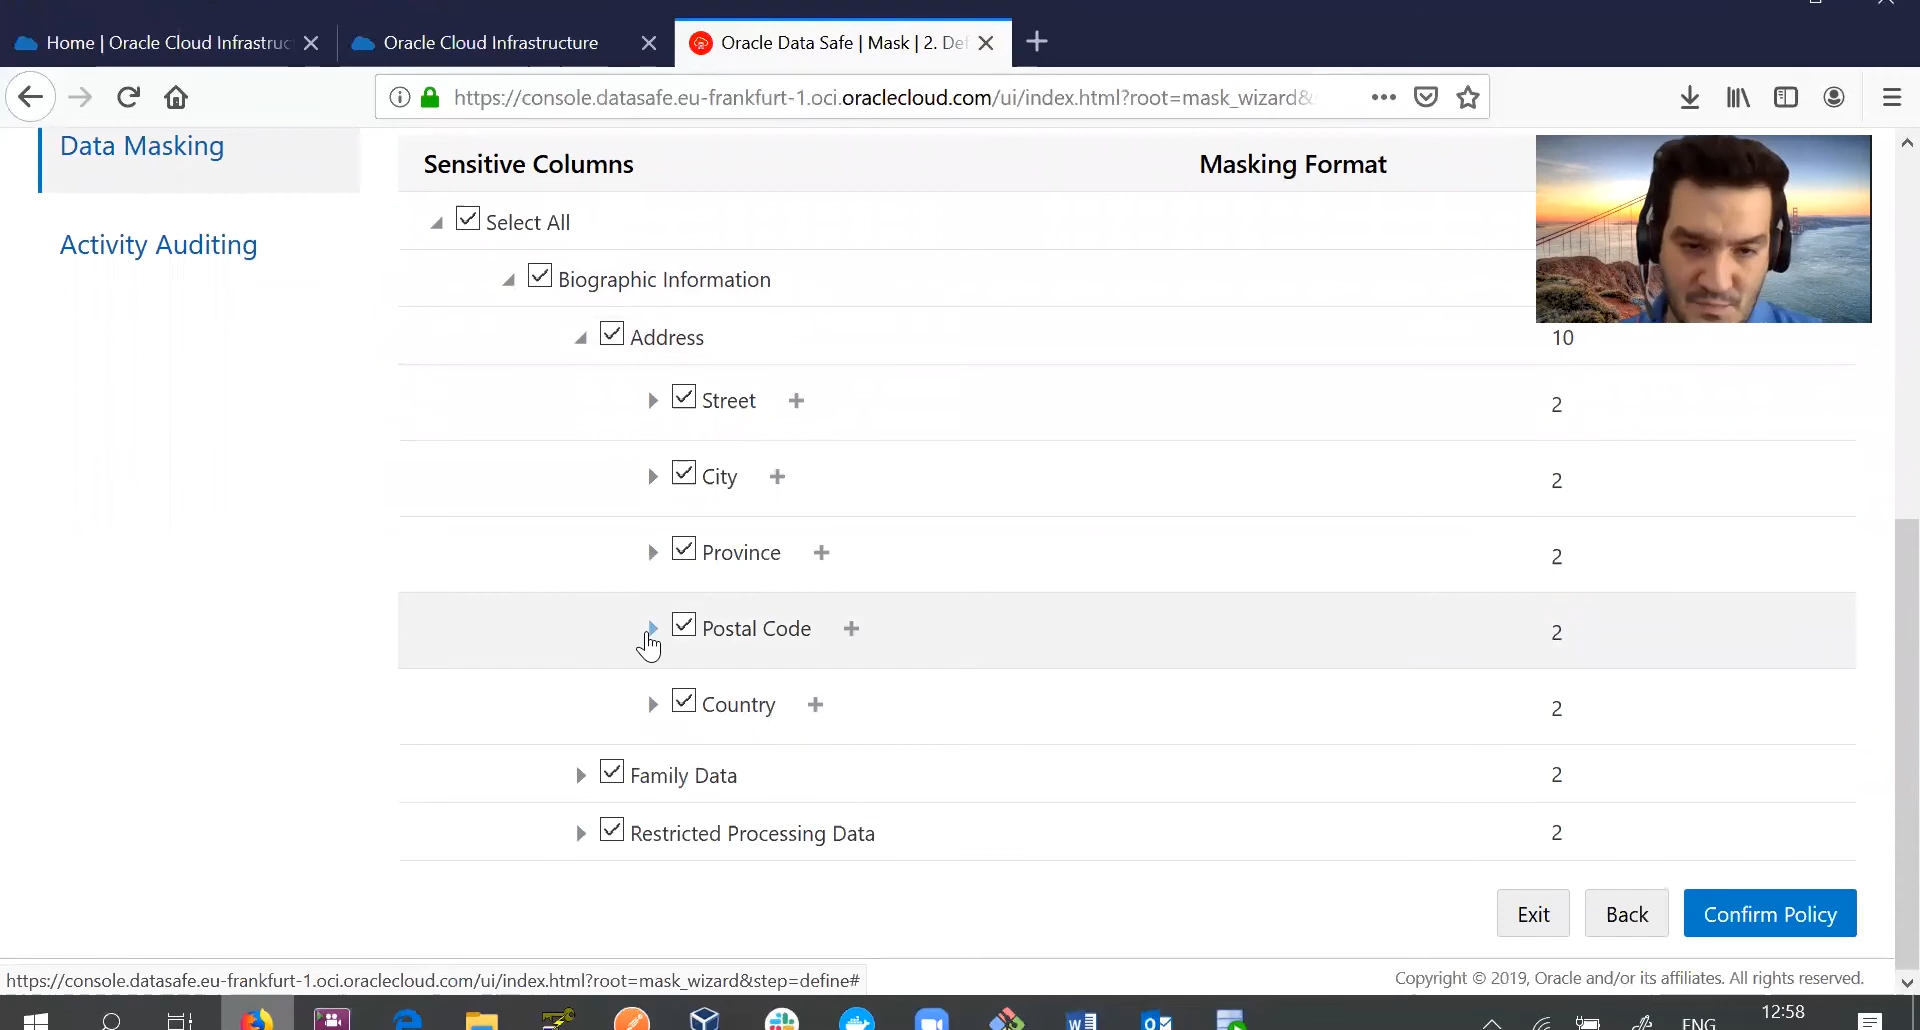 Home | Oracle Cloud Infrastruc
Oracle Cloud Infrastructure
Oracle Data Safe | Mask | 2. Def
https://console.datasafe.eu-frankfurt-1.oci.oraclecloud.com/ui/index.html?root=mask_wizard&
Data Masking
Activity Auditing
Sensitive Columns Masking Format
Select All
Biographic Information
Address 10
Street 2
City 2
Province 2
Postal Code 2
Country 2
Family Data 2
Restricted Processing Data 2
Exit Back Confirm Policy
https://console.datasafe.eu-frankfurt-1.oci.oraclecloud.com/ui/index.html?root=mask_wizard&step=define#
Copyright © 2019, Oracle and/or its affiliates. All rights reserved.
ENG
12:58